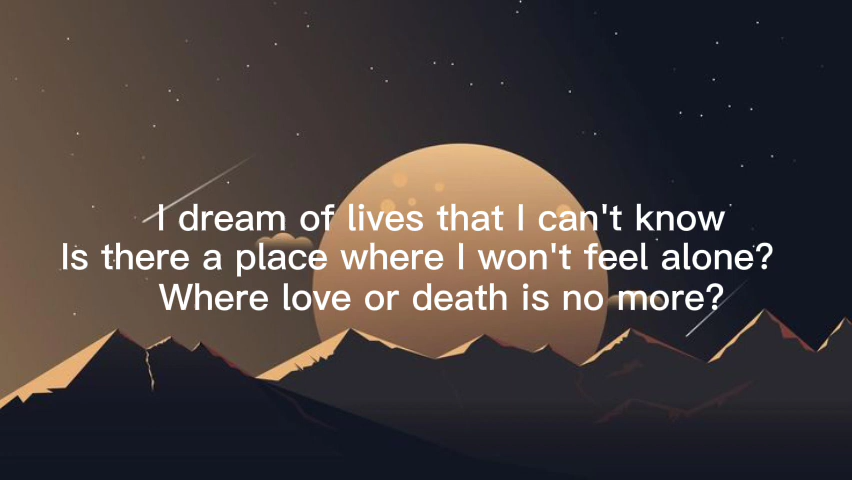 I dream of lives that I can't know
Is there a place where I won't feel alone?
Where love or death is no more?